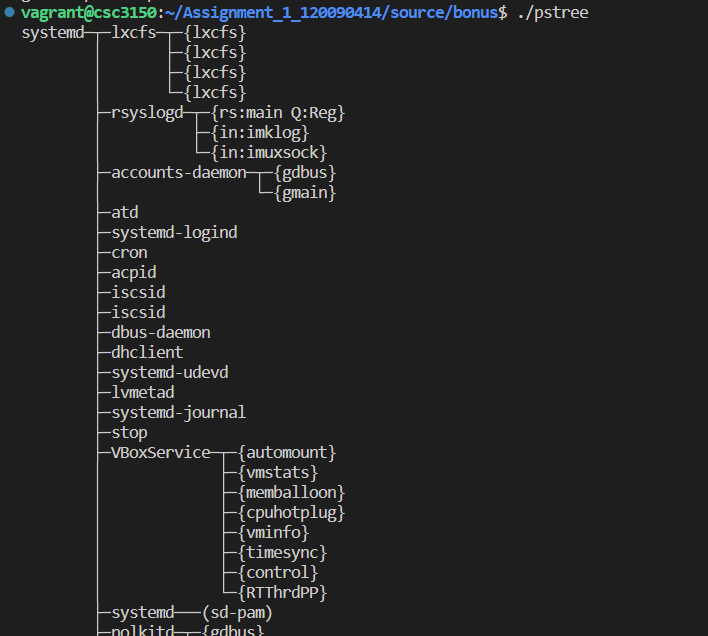 vagrant@csc3150:~/Assignment_1_120090414/source/bonus$ ./pstree
systemd─┬─lxcfs─┬─{lxcfs}
        │       ├─{lxcfs}
        │       ├─{lxcfs}
        │       └─{lxcfs}
        ├─rsyslogd─┬─{rs:main Q:Reg}
        │          ├─{in:imklog}
        │          └─{in:imuxsock}
        ├─accounts-daemon─┬─{gdbus}
        │                 └─{gmain}
        ├─atd
        ├─systemd-logind
        ├─cron
        ├─acpid
        ├─iscsid
        ├─iscsid
        ├─dbus-daemon
        ├─dhclient
        ├─systemd-udevd
        ├─lvmetad
        ├─systemd-journal
        ├─stop
        ├─VBoxService─┬─{automount}
        │             ├─{vmstats}
        │             ├─{memballoon}
        │             ├─{cpuhotplug}
        │             ├─{vminfo}
        │             ├─{timesync}
        │             ├─{control}
        │             └─{RTThrdPP}
        ├─systemd───(sd-pam)
        ├─polkitd─┬─{gdbus}